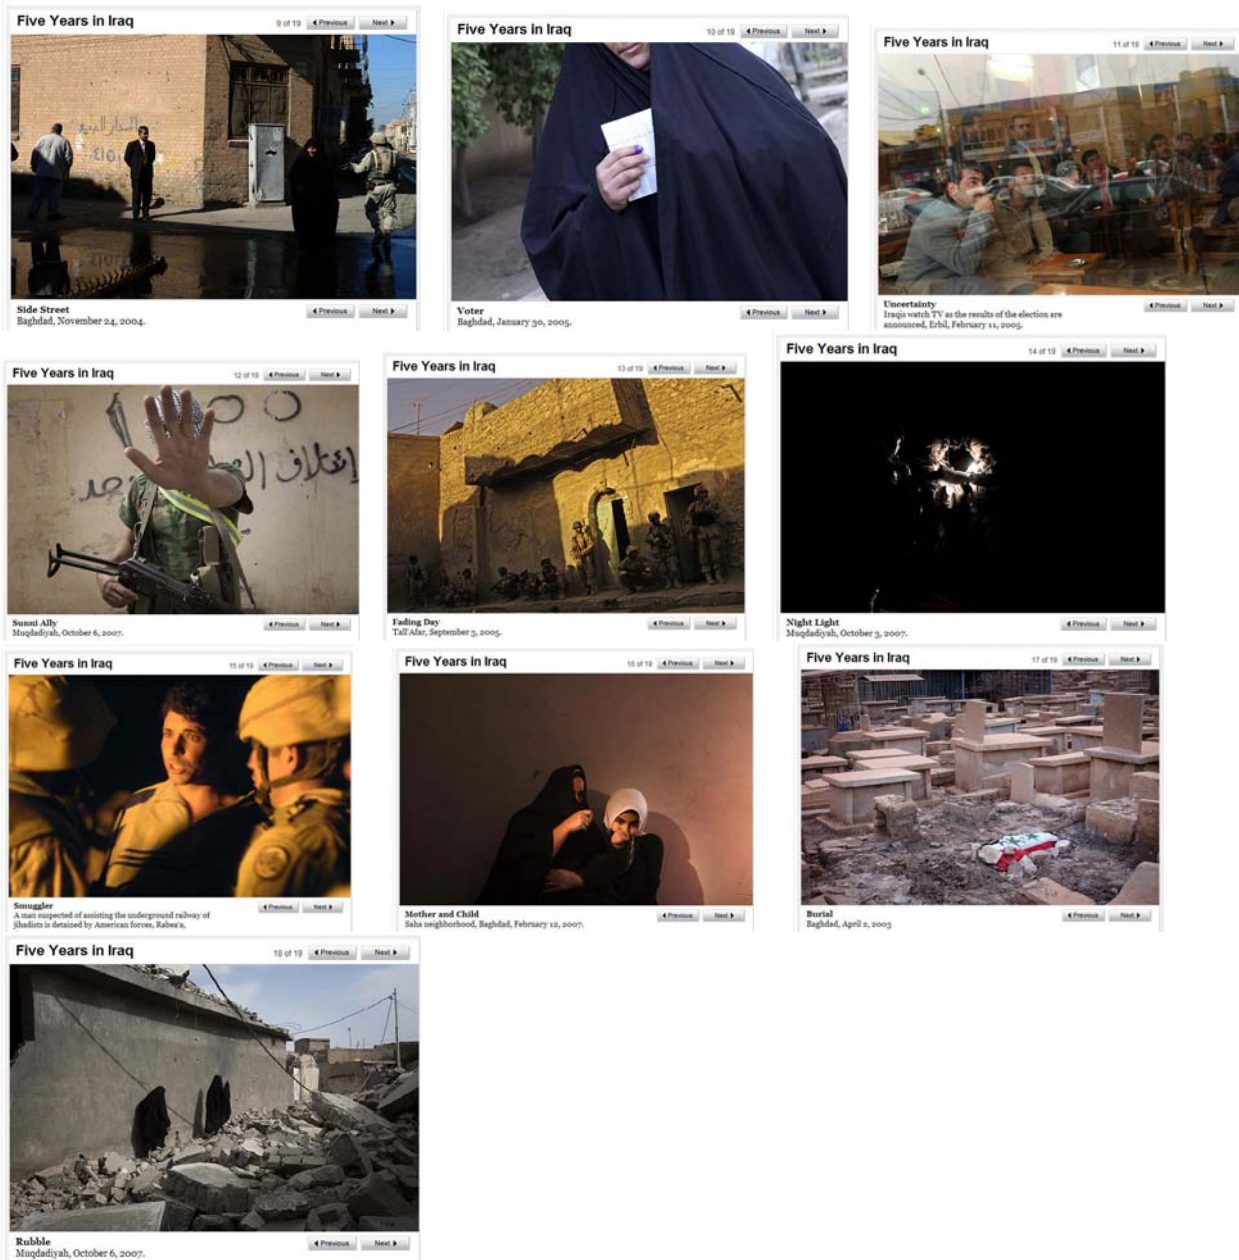 Five Years in Iraq 9 of 19 Previous Next
الدار للبيع
Side Street Previous Next
Baghdad, November 24, 2004.
Five Years in Iraq 10 of 19 Previous Next
Voter Previous Next
Baghdad, January 30, 2005.
Five Years in Iraq 11 of 19 Previous Next
Uncertainty Previous Next
Iraqis watch TV as the results of the election are
announced, Erbil, February 11, 2005.
Five Years in Iraq 12 of 19 Previous Next
Sunni Ally Previous Next
Muqdadiyah, October 6, 2007.
Five Years in Iraq 13 of 19 Previous Next
Fading Day Previous Next
Tall'Afar, September 3, 2005.
Five Years in Iraq 14 of 19 Previous Next
Night Light Previous Next
Muqdadiyah, October 3, 2007.
Five Years in Iraq 15 of 19 Previous Next
Smuggler Previous Next
A man suspected of assisting the underground railway of
jihadists is detained by American forces, Rabea'a,
Five Years in Iraq 16 of 19 Previous Next
Mother and Child Previous Next
Saha neighborhood, Baghdad, February 12, 2007.
Five Years in Iraq 17 of 19 Previous Next
Burial Previous Next
Baghdad, April 2, 2003
Five Years in Iraq 18 of 19 Previous Next
Rubble Previous Next
Muqdadiyah, October 6, 2007.